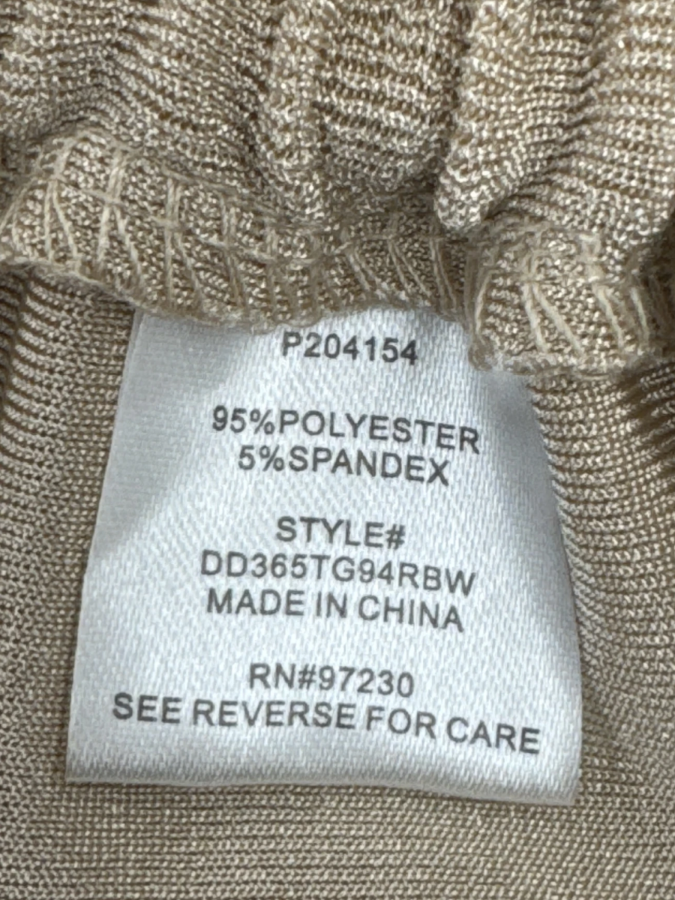 P204154
95%POLYESTER
5%SPANDEX
STYLE#
DD365TG94RBW
MADE IN CHINA
RN#97230
SEE REVERSE FOR CARE